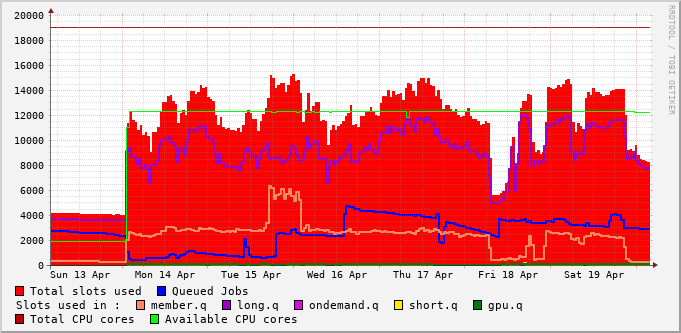 RRDTOOL / TOBI OETIKER
20000
18000
16000
14000
12000
10000
8000
6000
4000
2000
0
Sun 13 Apr Mon 14 Apr Tue 15 Apr Wed 16 Apr Thu 17 Apr Fri 18 Apr Sat 19 Apr
Total slots used Queued Jobs
Slots used in : member.q long.q ondemand.q short.q gpu.q
Total CPU cores Available CPU cores